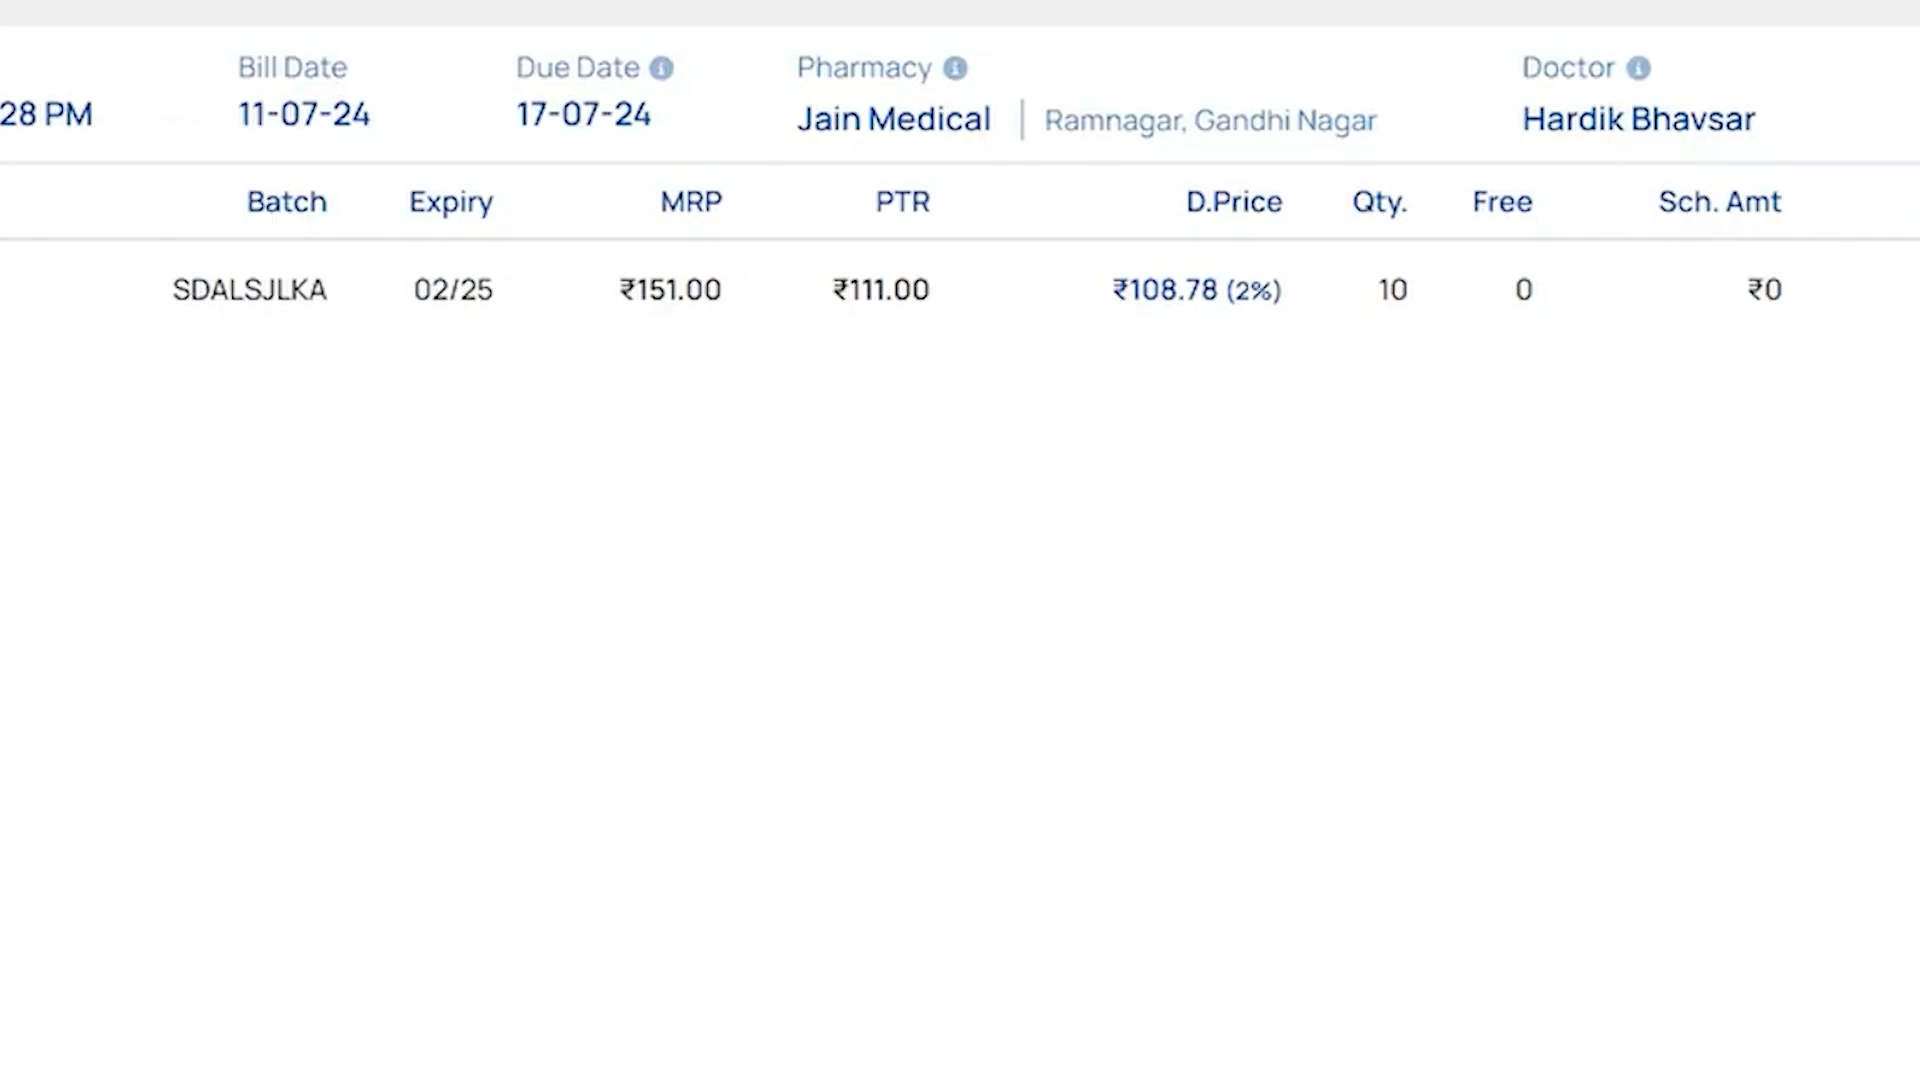 Bill Date Due Date Pharmacy Doctor
28 PM 11-07-24 17-07-24 Jain Medical Ramnagar, Gandhi Nagar Hardik Bhavsar
Batch Expiry MRP PTR D.Price Qty. Free Sch. Amt
SDALSJLKA 02/25 ₹151.00 ₹111.00 ₹108.78 (2%) 10 0 ₹0